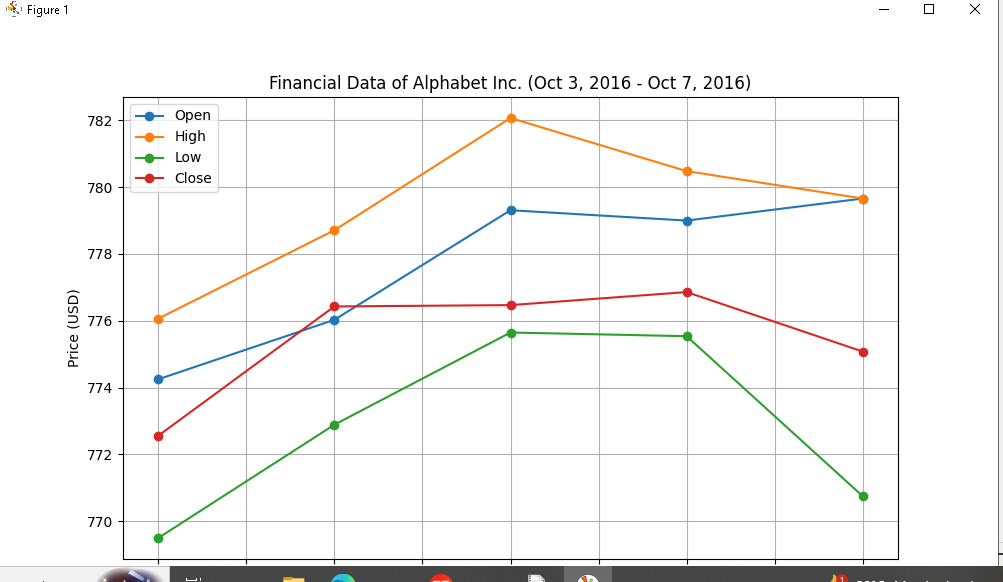 Figure 1
Financial Data of Alphabet Inc. (Oct 3, 2016 - Oct 7, 2016)
Open
High
Low
Close
782
780
778
776
774
772
770
Price (USD)
1